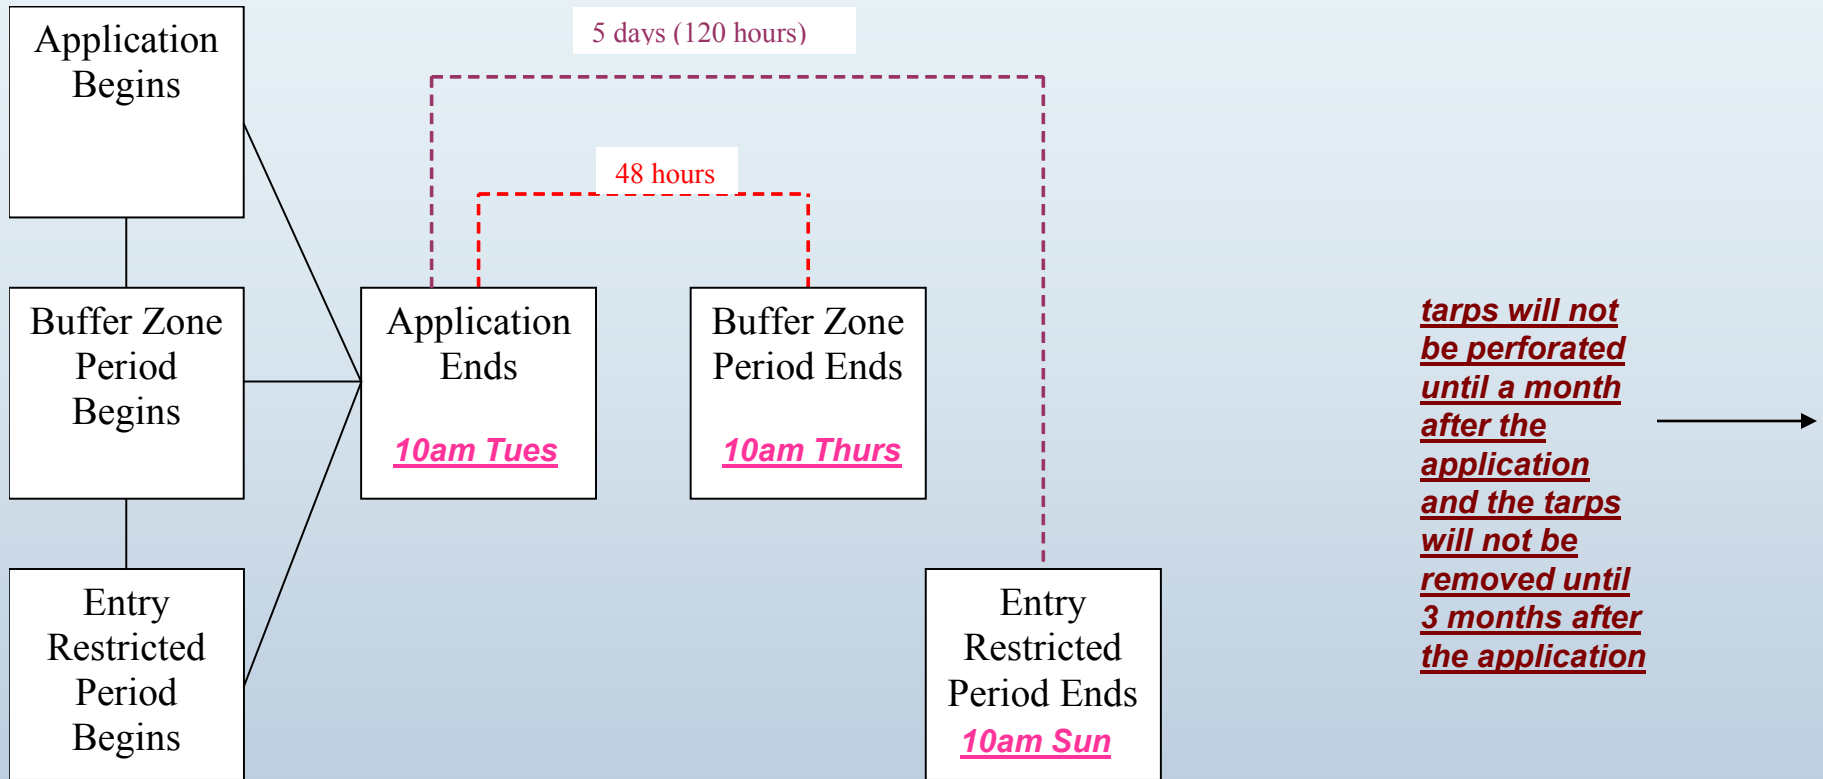 Application
Begins
5 days (120 hours)
48 hours
Buffer Zone
Period
Begins
Application
Ends
10am Tues
Buffer Zone
Period Ends
10am Thurs
Entry
Restricted
Period
Begins
Entry
Restricted
Period Ends
10am Sun
tarps will not
be perforated
until a month
after the
application
and the tarps
will not be
removed until
3 months after
the application